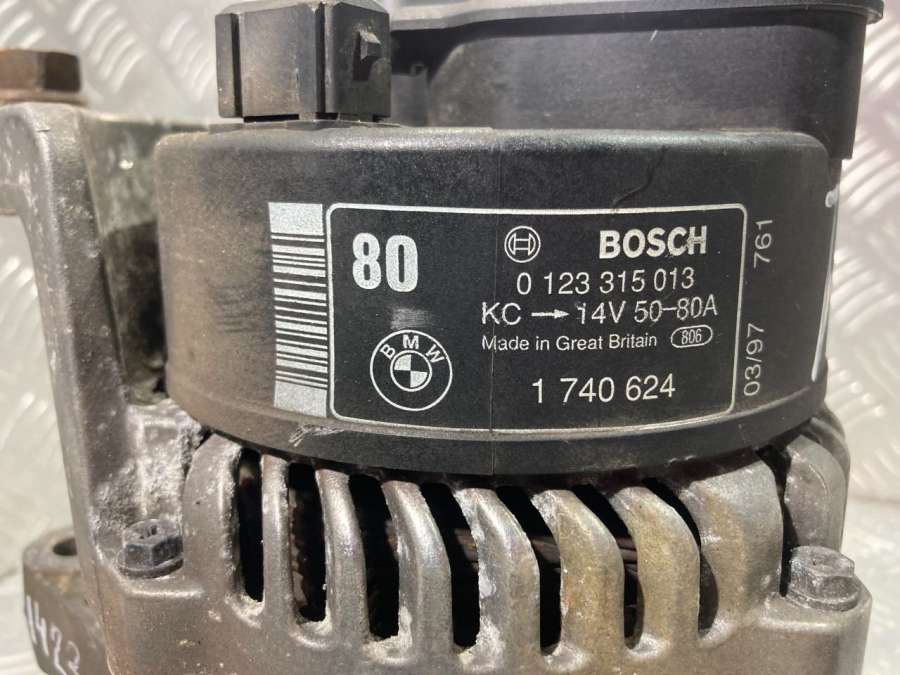 80
BMW
BOSCH
0 123 315 013
KC → 14V 50-80A
Made in Great Britain 806
1 740 624
03/97 761
1423